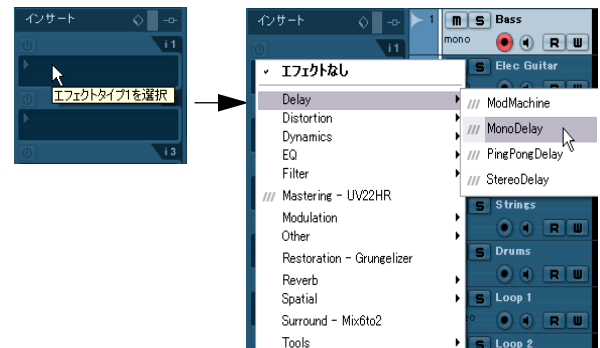 インサート
i1
エフェクトタイプ1を選択
i3
インサート
i1
エフェクトなし
Delay
Distortion
Dynamics
EQ
Filter
Mastering - UV22HR
Modulation
Other
Restoration - Grungelizer
Reverb
Spatial
Surround - Mix6to2
Tools
ModMachine
MonoDelay
PingPongDelay
StereoDelay
1 m S Bass
mono R W
S Elec Guitar
S Strings
R W
S Drums
R W
S Loop 1
R W
S Loop 2